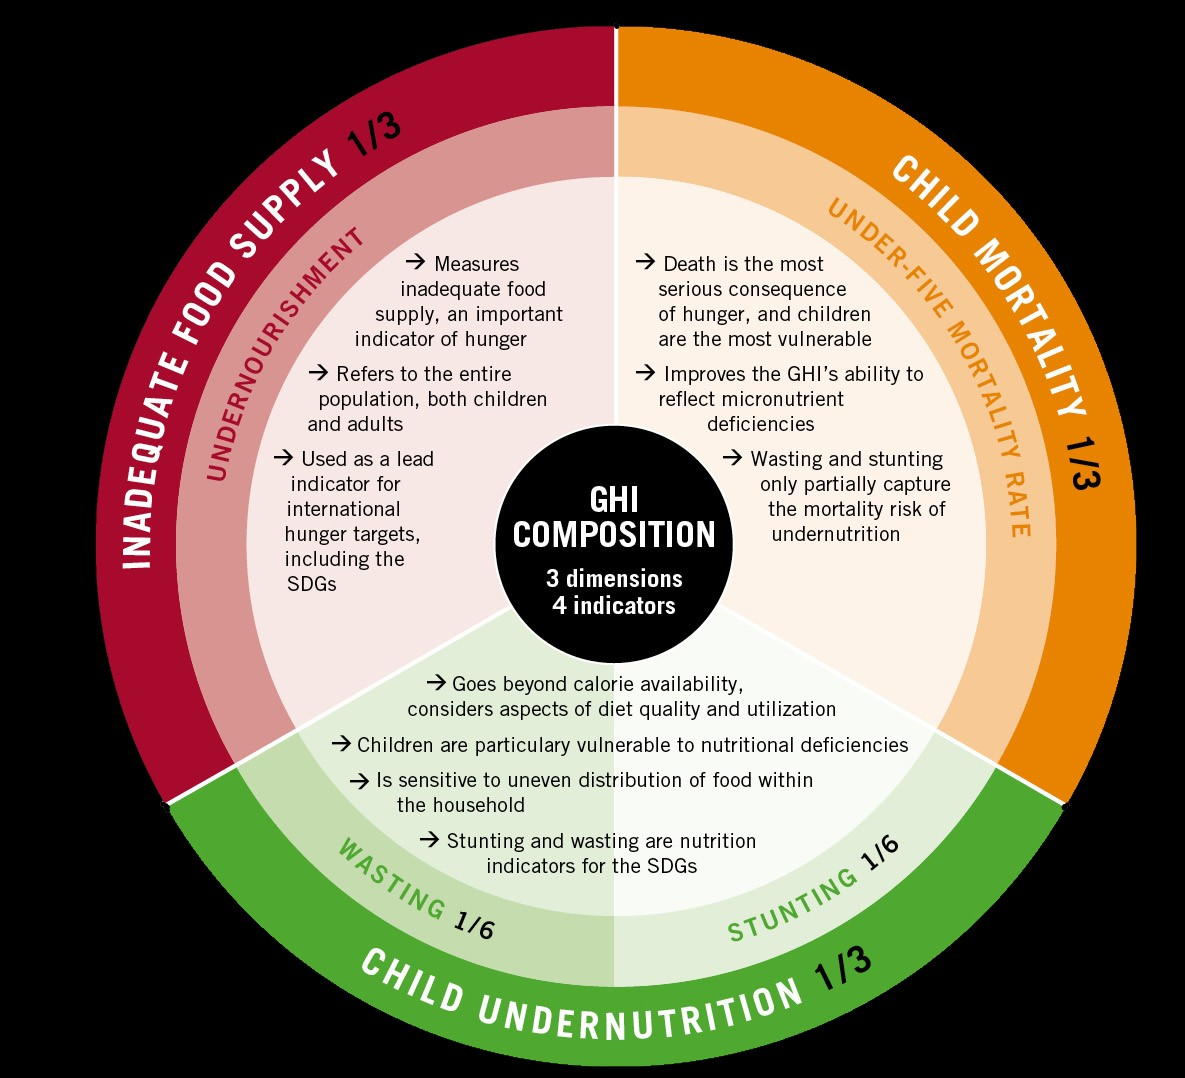 INADEQUATE FOOD SUPPLY 1/3
UNDERNOURISHMENT
→ Measures
inadequate food
supply, an important
indicator of hunger
→ Refers to the entire
population, both children
and adults
→ Used as a lead
indicator for
international
hunger targets,
including the
SDGs
CHILD MORTALITY 1/3
UNDER-FIVE MORTALITY RATE
→ Death is the most
serious consequence
of hunger, and children
are the most vulnerable
→ Improves the GHI’s ability to
reflect micronutrient
deficiencies
→ Wasting and stunting
only partially capture
the mortality risk of
undernutrition
GHI
COMPOSITION
3 dimensions
4 indicators
→ Goes beyond calorie availability,
considers aspects of diet quality and utilization
→ Children are particulary vulnerable to nutritional deficiencies
→ Is sensitive to uneven distribution of food within
the household
→ Stunting and wasting are nutrition
indicators for the SDGs
WASTING 1/6
STUNTING 1/6
CHILD UNDERNUTRITION 1/3